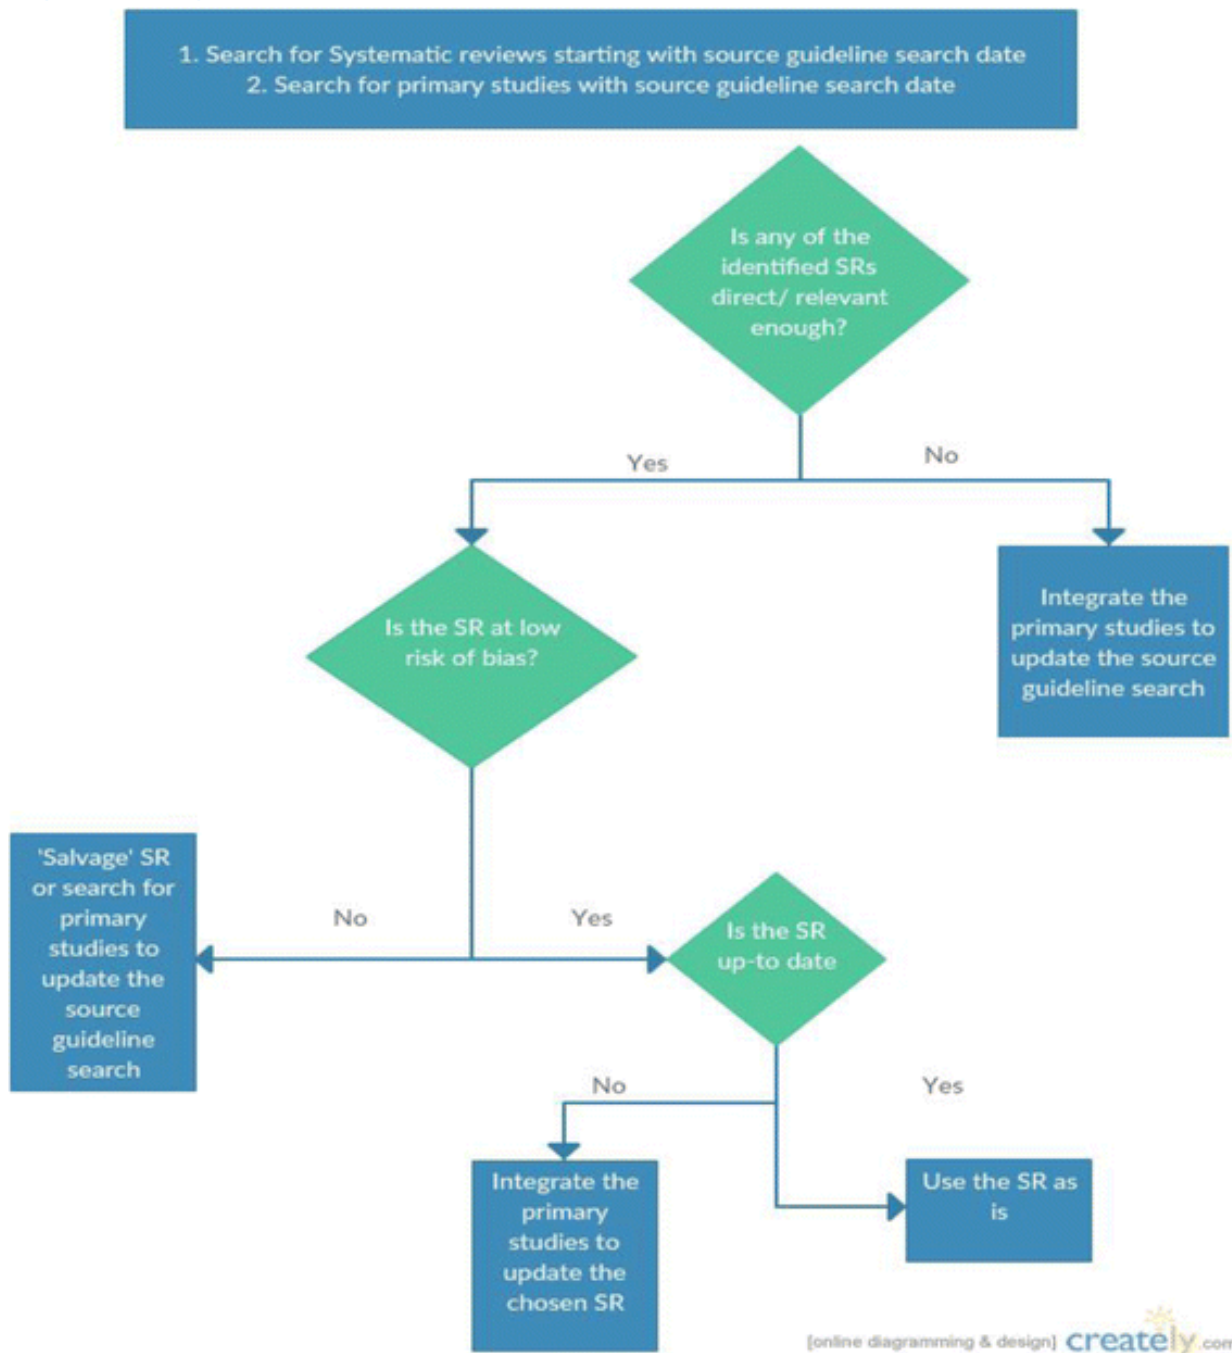 1. Search for Systematic reviews starting with source guideline search date
2. Search for primary studies with source guideline search date
Is any of the
identified SRs
direct/ relevant
enough?
Yes
No
Is the SR at low
risk of bias?
Integrate the
primary studies to
update the source
guideline search
'Salvage' SR
or search for
primary
studies to
update the
source
guideline
search
No
Yes
Is the SR
up-to date
No
Yes
Integrate the
primary
studies to
update the
chosen SR
Use the SR as
is
[online diagramming & design] creately.com